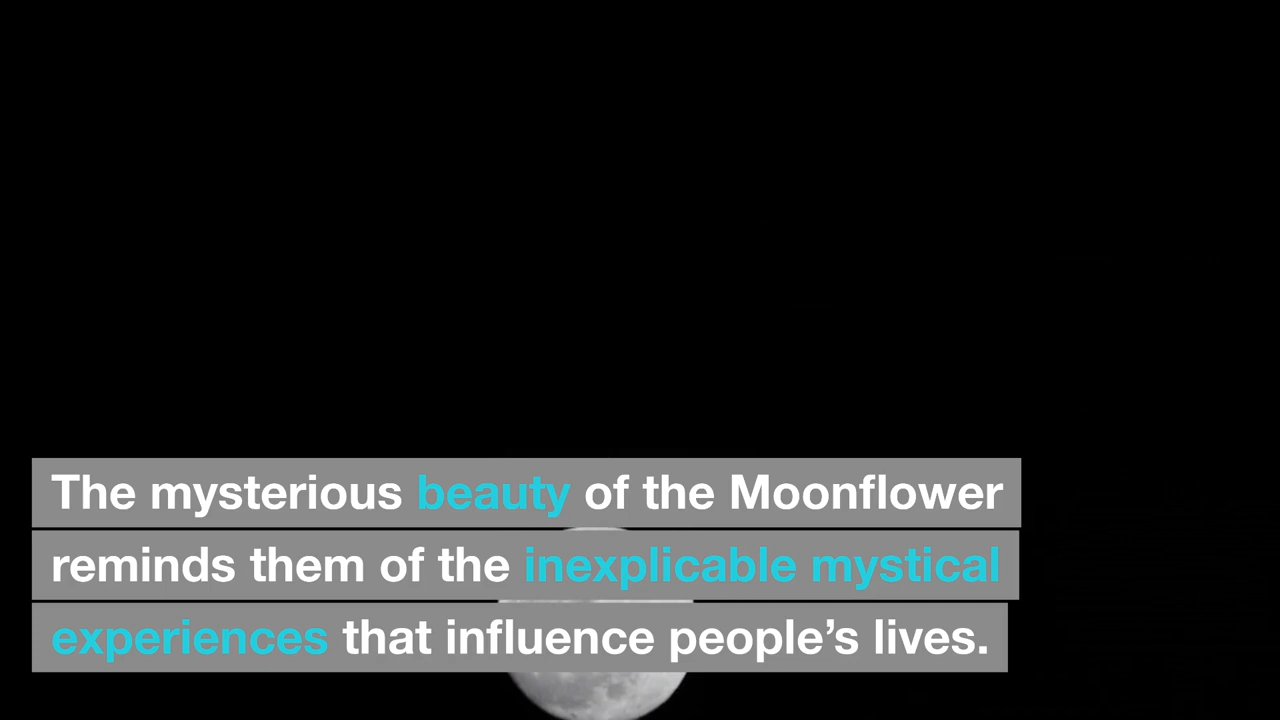 The mysterious beauty of the Moonflower
reminds them of the inexplicable mystical
experiences that influence people’s lives.